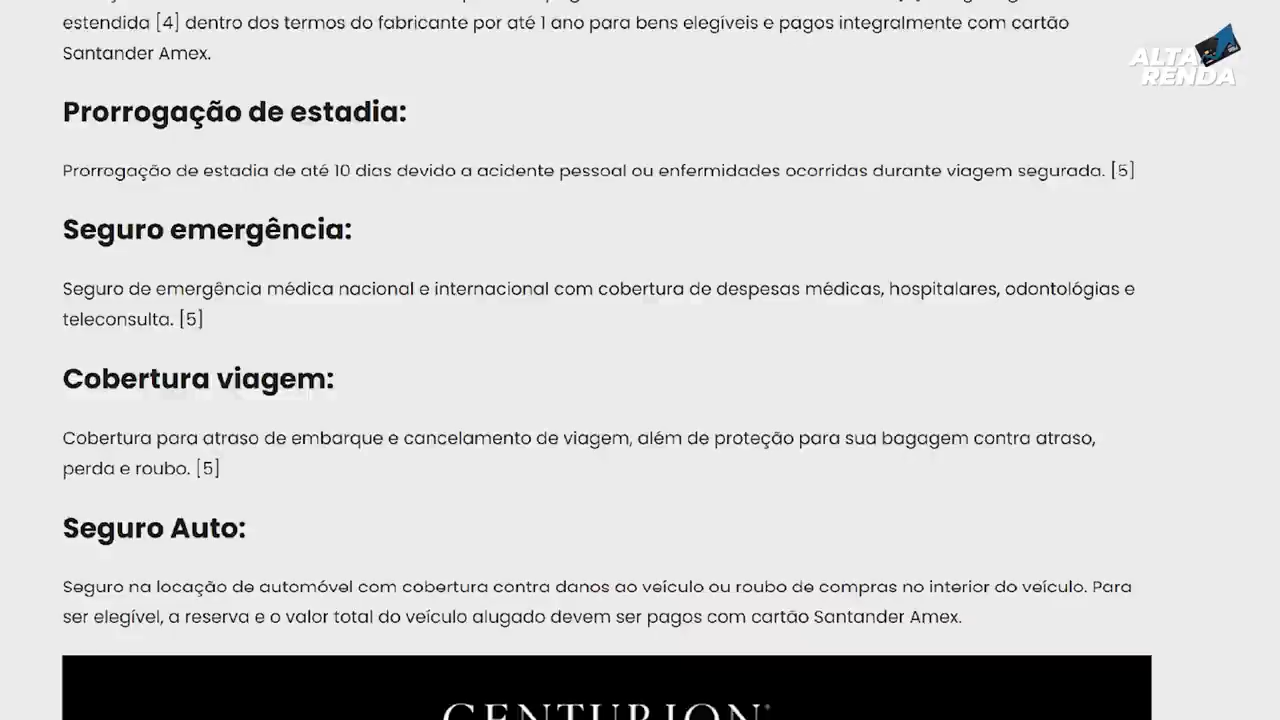 estendida [4] dentro dos termos do fabricante por até 1 ano para bens elegíveis e pagos integralmente com cartão
Santander Amex.
ALTA
RENDA
Prorrogação de estadia:
Prorrogação de estadia de até 10 dias devido a acidente pessoal ou enfermidades ocorridas durante viagem segurada. [5]
Seguro emergência:
Seguro de emergência médica nacional e internacional com cobertura de despesas médicas, hospitalares, odontológias e
teleconsulta. [5]
Cobertura viagem:
Cobertura para atraso de embarque e cancelamento de viagem, além de proteção para sua bagagem contra atraso,
perda e roubo. [5]
Seguro Auto:
Seguro na locação de automóvel com cobertura contra danos ao veículo ou roubo de compras no interior do veículo. Para
ser elegível, a reserva e o valor total do veículo alugado devem ser pagos com cartão Santander Amex.
CENTURION®